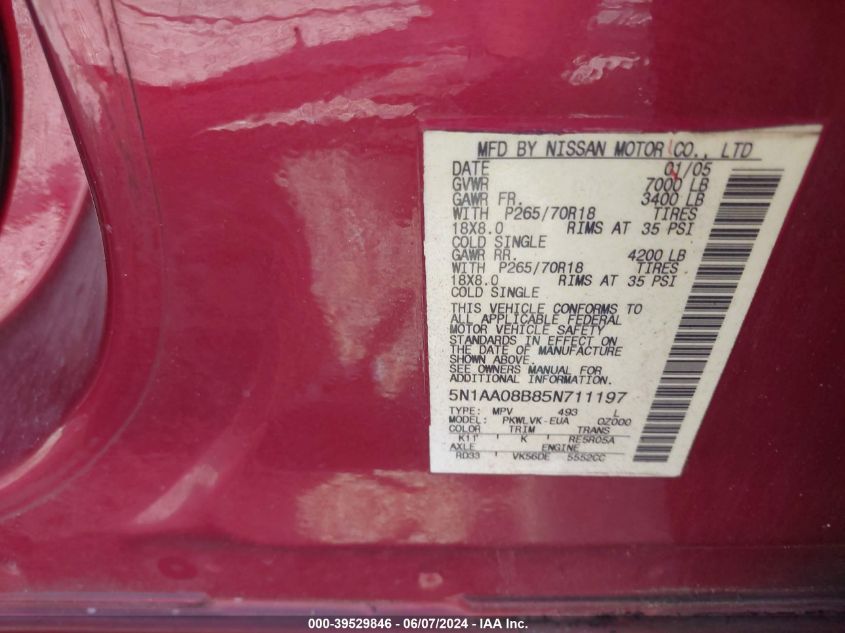 MFD BY NISSAN MOTOR CO., LTD
DATE 01/05
GVWR 7000 LB
GAWR FR. 3400 LB
WITH P265/70R18 TIRES
18X8.0 RIMS AT 35 PSI
COLD SINGLE
GAWR RR. 4200 LB
WITH P265/70R18 TIRES
18X8.0 RIMS AT 35 PSI
COLD SINGLE
THIS VEHICLE CONFORMS TO
ALL APPLICABLE FEDERAL
MOTOR VEHICLE SAFETY
STANDARDS IN EFFECT ON
THE DATE OF MANUFACTURE
SHOWN ABOVE.
SEE OWNERS MANUAL FOR
ADDITIONAL INFORMATION.
5N1AA08B85N711197
TYPE: MPV 493 L
MODEL: PKWLVK-EUA OZ000
COLOR TRIM TRANS
K11 K RE5R05A
AXLE ENGINE
RD33 VK56DE 5552CC
000-39529846 - 06/07/2024 - IAA Inc.